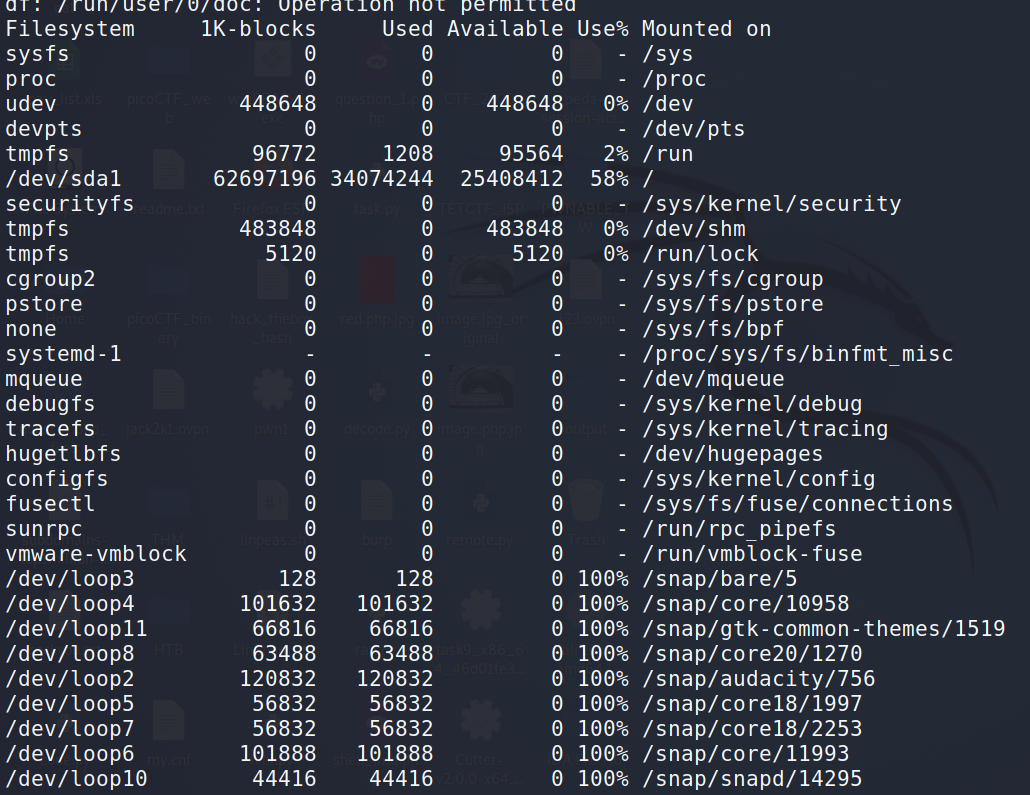 df: /run/user/0/doc: Operation not permitted
Filesystem     1K-blocks     Used Available Use% Mounted on
sysfs                  0        0         0    - /sys
proc                   0        0         0    - /proc
udev              448648        0    448648   0% /dev
devpts                 0        0         0    - /dev/pts
tmpfs              96772     1208     95564   2% /run
/dev/sda1       62697196 34074244  25408412  58% /
securityfs             0        0         0    - /sys/kernel/security
tmpfs             483848        0    483848   0% /dev/shm
tmpfs               5120        0      5120   0% /run/lock
cgroup2                0        0         0    - /sys/fs/cgroup
pstore                 0        0         0    - /sys/fs/pstore
none                   0        0         0    - /sys/fs/bpf
systemd-1              -        -         -    - /proc/sys/fs/binfmt_misc
mqueue                 0        0         0    - /dev/mqueue
debugfs                0        0         0    - /sys/kernel/debug
tracefs                0        0         0    - /sys/kernel/tracing
hugetlbfs              0        0         0    - /dev/hugepages
configfs               0        0         0    - /sys/kernel/config
fusectl                0        0         0    - /sys/fs/fuse/connections
sunrpc                 0        0         0    - /run/rpc_pipefs
vmware-vmblock         0        0         0    - /run/vmblock-fuse
/dev/loop3           128      128         0 100% /snap/bare/5
/dev/loop4        101632   101632         0 100% /snap/core/10958
/dev/loop11        66816    66816         0 100% /snap/gtk-common-themes/1519
/dev/loop8         63488    63488         0 100% /snap/core20/1270
/dev/loop2        120832   120832         0 100% /snap/audacity/756
/dev/loop5         56832    56832         0 100% /snap/core18/1997
/dev/loop7         56832    56832         0 100% /snap/core18/2253
/dev/loop6        101888   101888         0 100% /snap/core/11993
/dev/loop10        44416    44416         0 100% /snap/snapd/14295